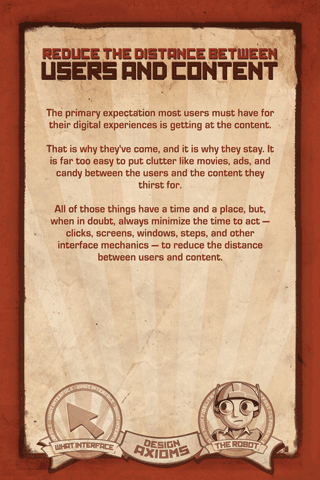 REDUCE THE DISTANCE BETWEEN
USERS AND CONTENT
The primary expectation most users must have for
their digital experiences is getting at the content.
That is why they've come, and it is why they stay. It
is far too easy to put clutter like movies, ads, and
candy between the users and the content they
thirst for.
All of those things have a time and a place, but,
when in doubt, always minimize the time to act —
clicks, screens, windows, steps, and other
interface mechanics — to reduce the distance
between users and content.
WHAT INTERFACE
DESIGN
AXIOMS
THE ROBOT